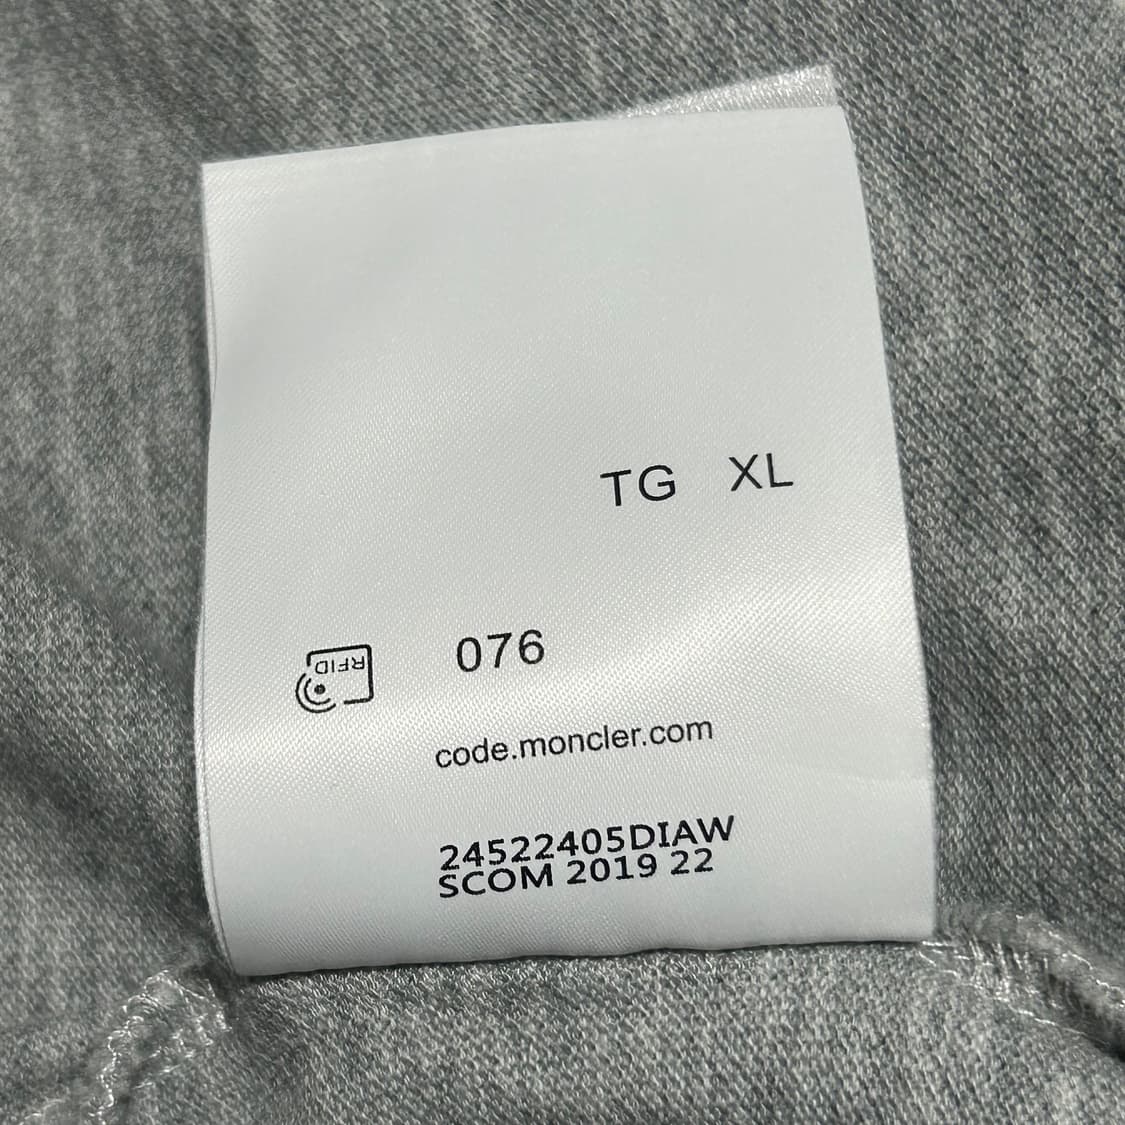 TG XL
RFID
076
code.moncler.com
24522405DIAW
SCOM 2019 22